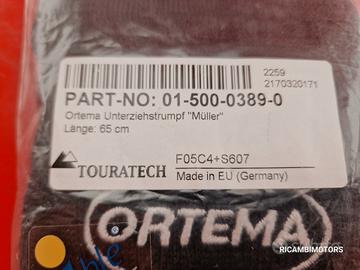 2259
2170320171
PART-NO: 01-500-0389-0
Ortema Unterziehstrumpf "Müller"
Länge: 65 cm
TOURATECH
F05C4+S607
Made in EU (Germany)
ORTEMA
RICAMBIMOTORS